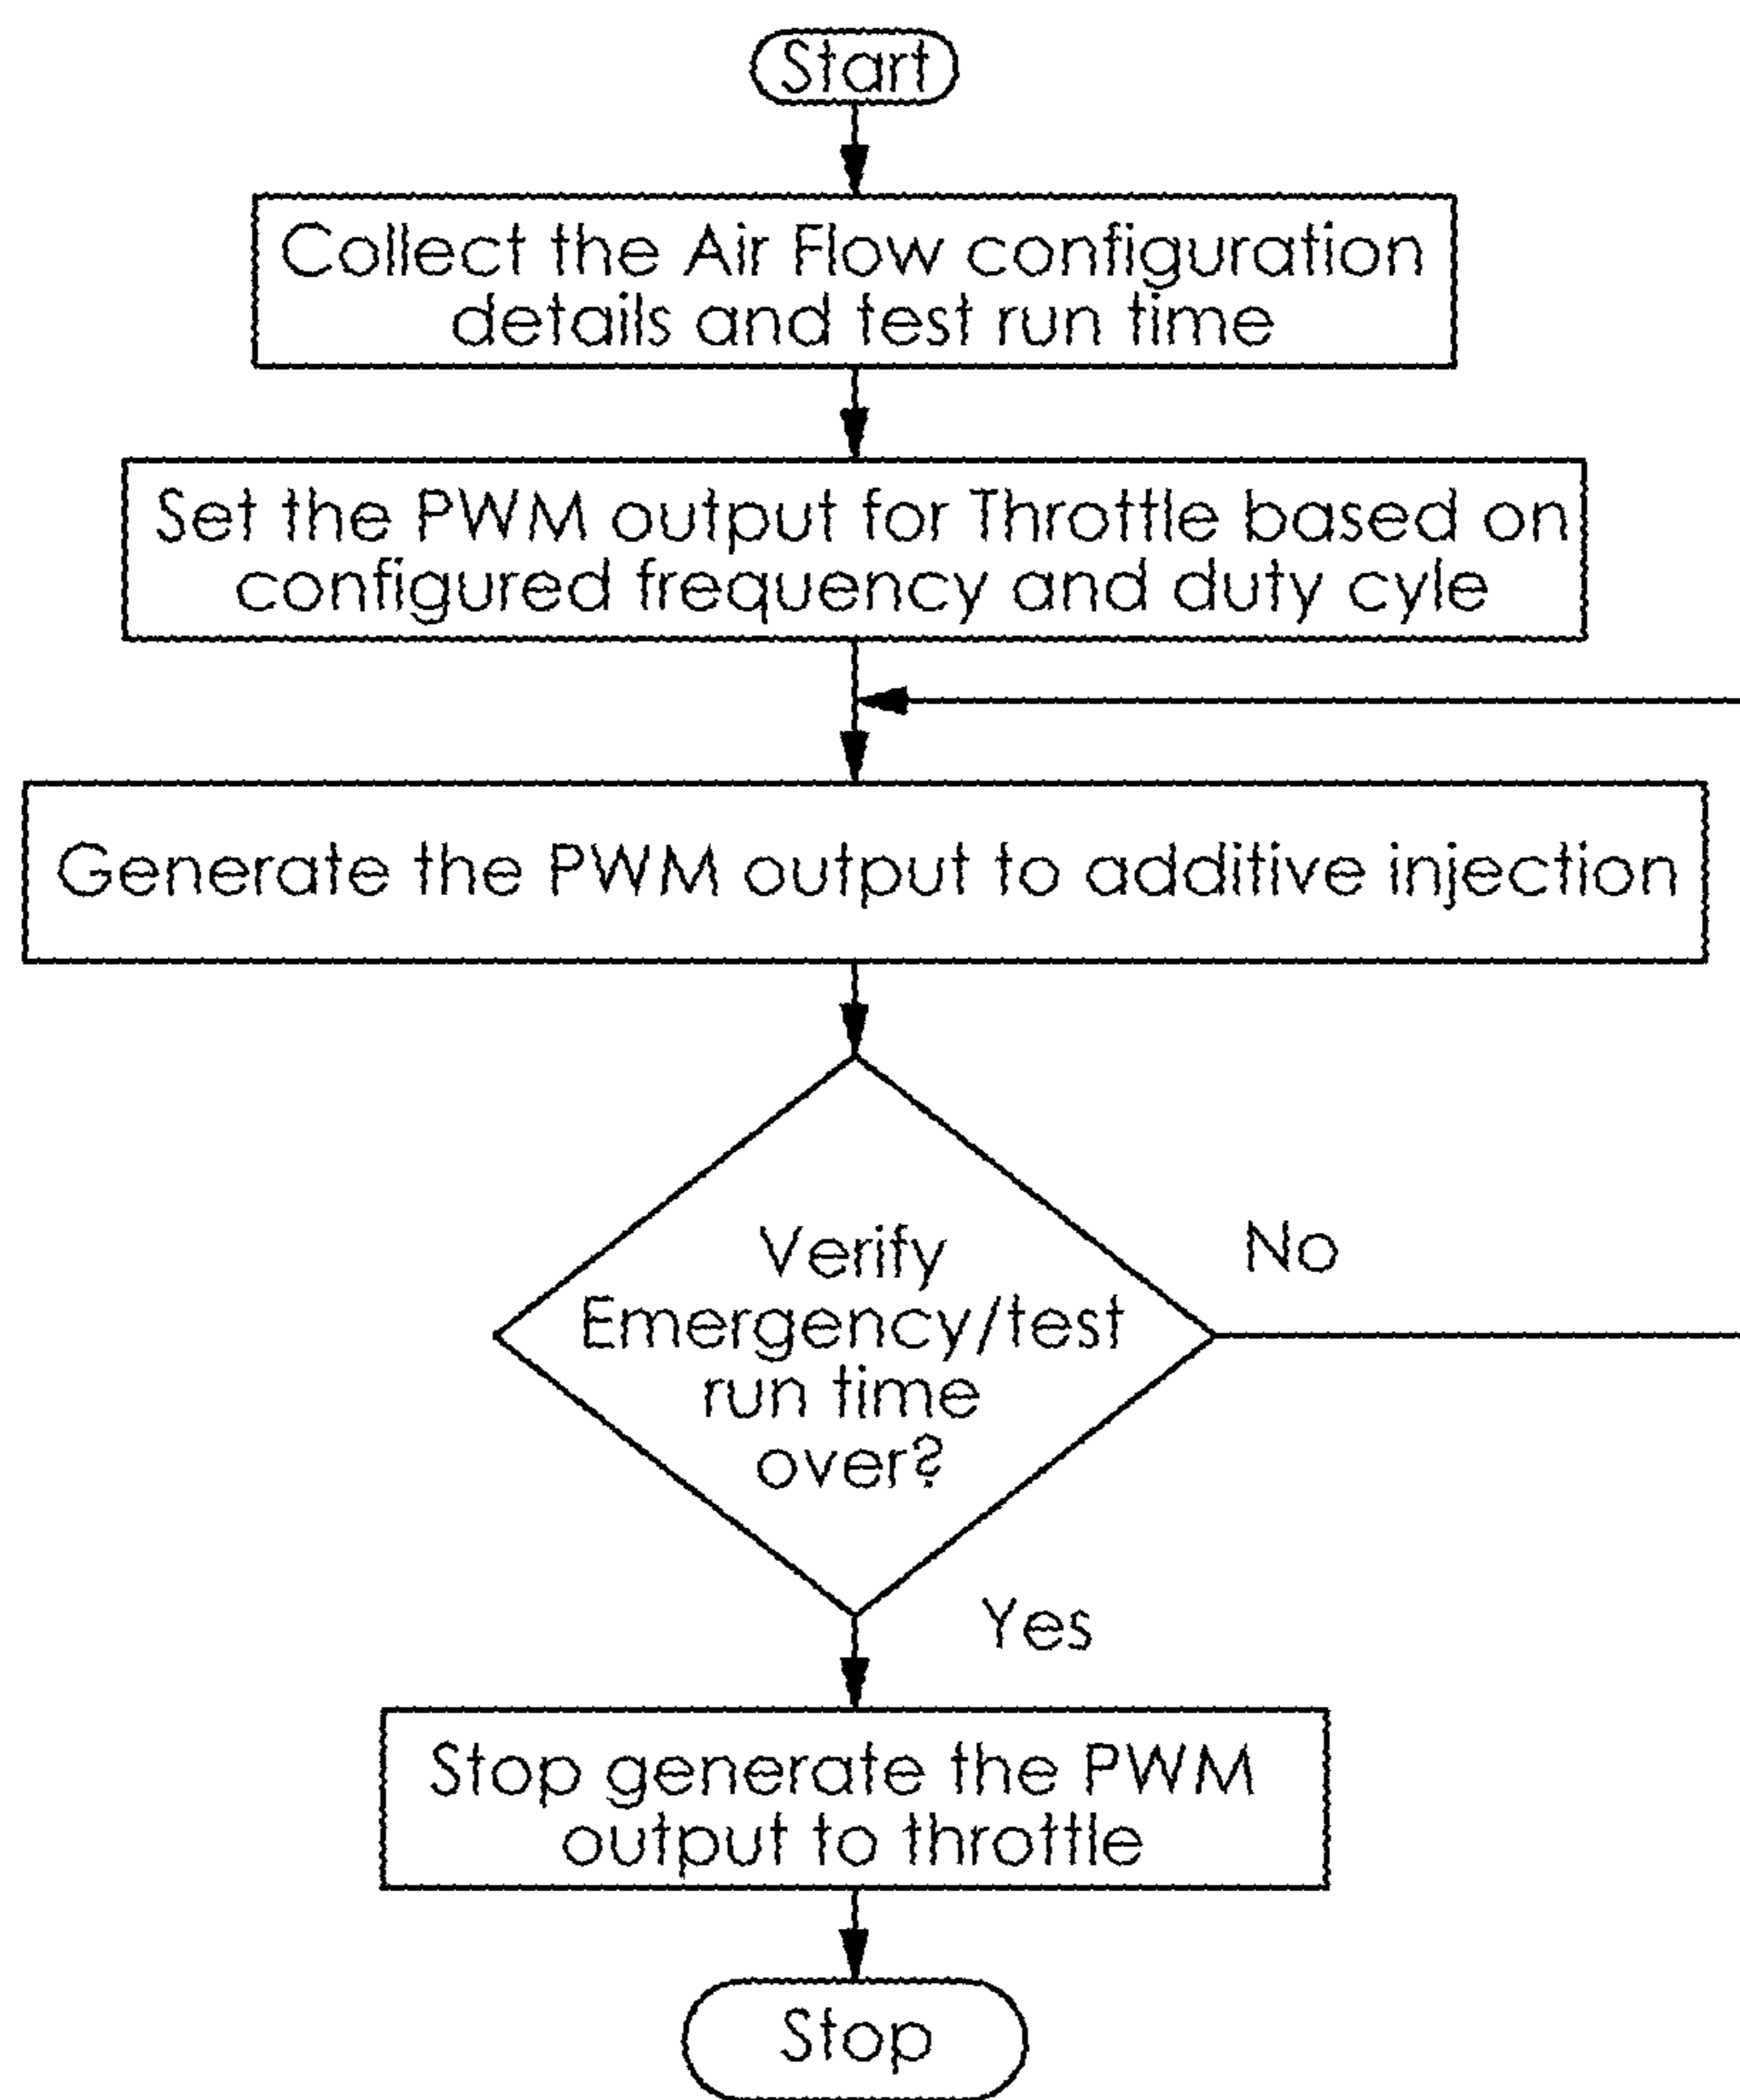 Start
Collect the Air Flow configuration
details and test run time
Set the PWM output for Throttle based on
configured frequency and duty cyle
Generate the PWM output to additive injection
Verify
Emergency/test
run time
over?
No
Yes
Stop generate the PWM
output to throttle
Stop